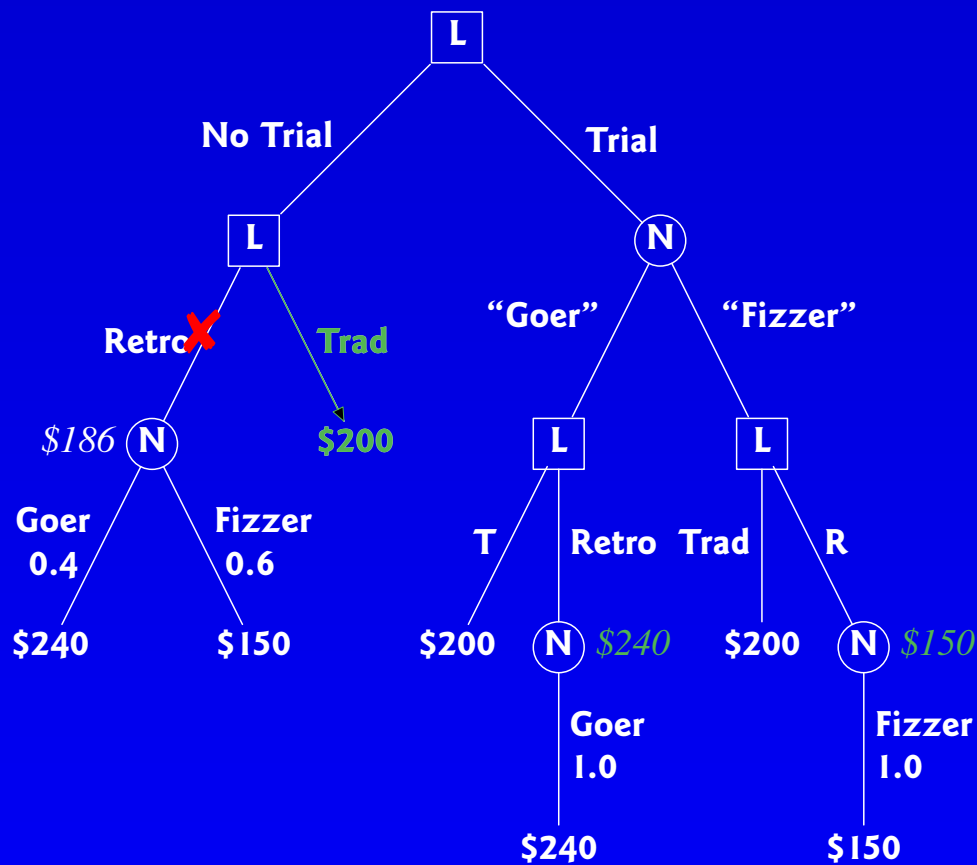 L
No Trial
Trial
L
N
“Goer”
“Fizzer”
Retro
Trad
$186
N
$200
L
L
Goer
0.4
Fizzer
0.6
T
Retro
Trad
R
$240
$150
$200
N
$240
$200
N
$150
Goer
1.0
Fizzer
1.0
$240
$150